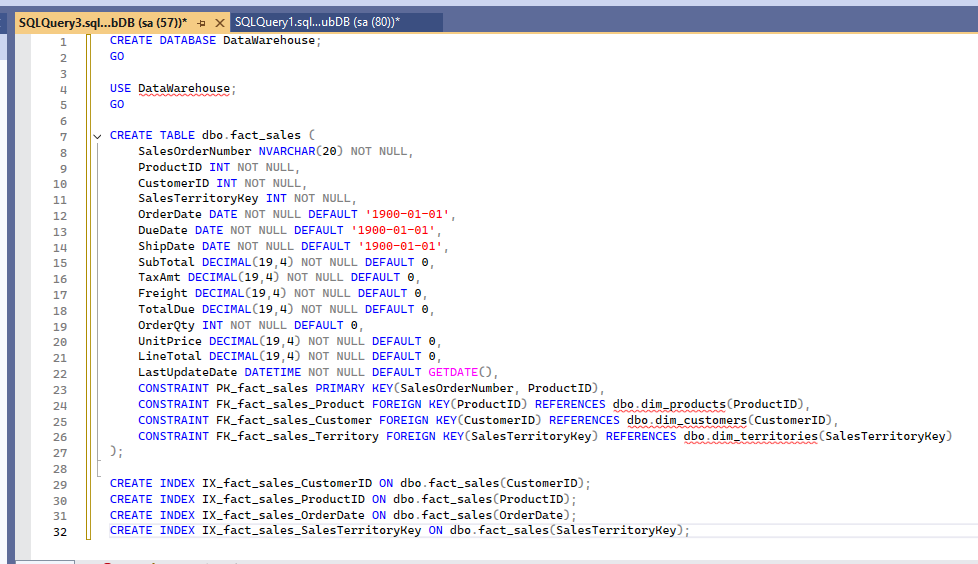 SQLQuery3.sql...bDB (sa (57))* SQLQuery1.sql...ubDB (sa (80))*
1 CREATE DATABASE DataWarehouse;
2 GO
3
4 USE DataWarehouse;
5 GO
6
7 CREATE TABLE dbo.fact_sales (
8 SalesOrderNumber NVARCHAR(20) NOT NULL,
9 ProductID INT NOT NULL,
10 CustomerID INT NOT NULL,
11 SalesTerritoryKey INT NOT NULL,
12 OrderDate DATE NOT NULL DEFAULT '1900-01-01',
13 DueDate DATE NOT NULL DEFAULT '1900-01-01',
14 ShipDate DATE NOT NULL DEFAULT '1900-01-01',
15 SubTotal DECIMAL(19,4) NOT NULL DEFAULT 0,
16 TaxAmt DECIMAL(19,4) NOT NULL DEFAULT 0,
17 Freight DECIMAL(19,4) NOT NULL DEFAULT 0,
18 TotalDue DECIMAL(19,4) NOT NULL DEFAULT 0,
19 OrderQty INT NOT NULL DEFAULT 0,
20 UnitPrice DECIMAL(19,4) NOT NULL DEFAULT 0,
21 LineTotal DECIMAL(19,4) NOT NULL DEFAULT 0,
22 LastUpdateDate DATETIME NOT NULL DEFAULT GETDATE(),
23 CONSTRAINT PK_fact_sales PRIMARY KEY(SalesOrderNumber, ProductID),
24 CONSTRAINT FK_fact_sales_Product FOREIGN KEY(ProductID) REFERENCES dbo.dim_products(ProductID),
25 CONSTRAINT FK_fact_sales_Customer FOREIGN KEY(CustomerID) REFERENCES dbo.dim_customers(CustomerID),
26 CONSTRAINT FK_fact_sales_Territory FOREIGN KEY(SalesTerritoryKey) REFERENCES dbo.dim_territories(SalesTerritoryKey)
27 );
28
29 CREATE INDEX IX_fact_sales_CustomerID ON dbo.fact_sales(CustomerID);
30 CREATE INDEX IX_fact_sales_ProductID ON dbo.fact_sales(ProductID);
31 CREATE INDEX IX_fact_sales_OrderDate ON dbo.fact_sales(OrderDate);
32 CREATE INDEX IX_fact_sales_SalesTerritoryKey ON dbo.fact_sales(SalesTerritoryKey);